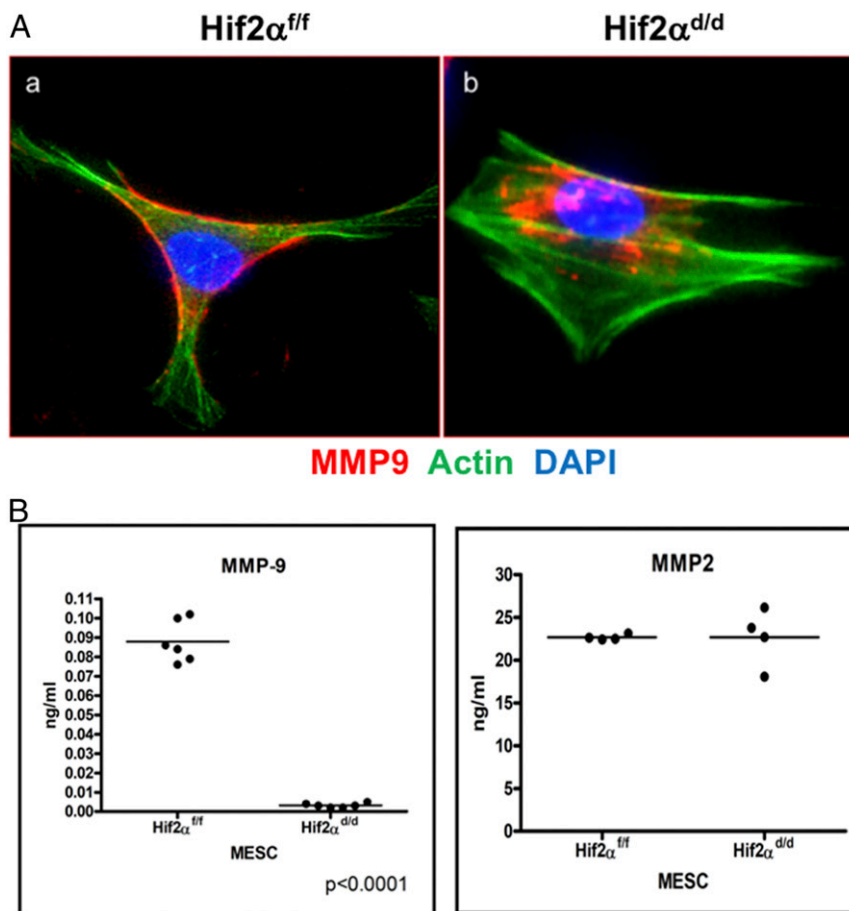 A
Hif2α^f/f Hif2α^d/d
a b
MMP9 Actin DAPI
B
MMP-9
ng/ml
0.11
0.10
0.09
0.08
0.07
0.06
0.05
0.04
0.03
0.02
0.01
0.00
Hif2α^f/f Hif2α^d/d
MESC
p<0.0001
MMP2
ng/ml
30
25
20
15
10
5
0
Hif2α^f/f Hif2α^d/d
MESC